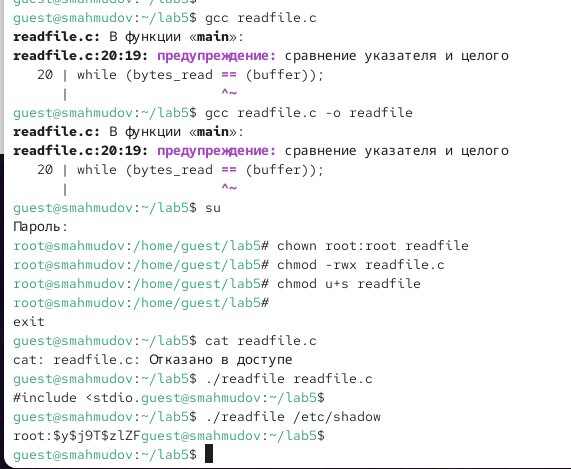 guest@smahmudov:~/lab5$ gcc readfile.c
readfile.c: В функции «main»:
readfile.c:20:19: предупреждение: сравнение указателя и целого
20 | while (bytes_read == (buffer));
| ^~
guest@smahmudov:~/lab5$ gcc readfile.c -o readfile
readfile.c: В функции «main»:
readfile.c:20:19: предупреждение: сравнение указателя и целого
20 | while (bytes_read == (buffer));
| ^~
guest@smahmudov:~/lab5$ su
Пароль:
root@smahmudov:/home/guest/lab5# chown root:root readfile
root@smahmudov:/home/guest/lab5# chmod -rwx readfile.c
root@smahmudov:/home/guest/lab5# chmod u+s readfile
root@smahmudov:/home/guest/lab5#
exit
guest@smahmudov:~/lab5$ cat readfile.c
cat: readfile.c: Отказано в доступе
guest@smahmudov:~/lab5$ ./readfile readfile.c
#include <stdio.guest@smahmudov:~/lab5$
guest@smahmudov:~/lab5$ ./readfile /etc/shadow
root:$y$j9T$zlZFguest@smahmudov:~/lab5$
guest@smahmudov:~/lab5$